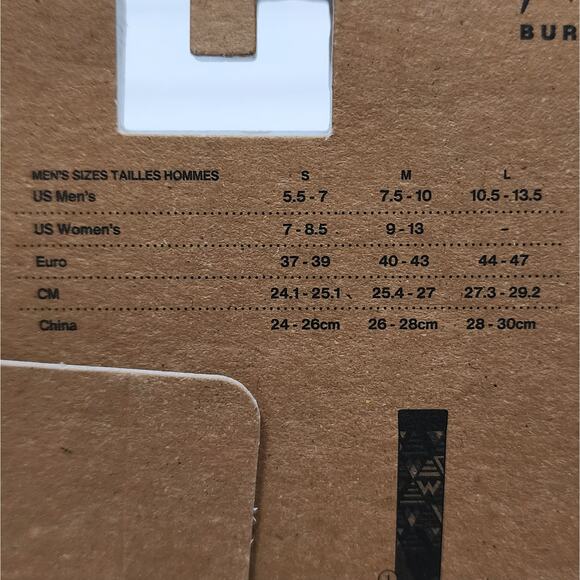 BUR
MEN'S SIZES TAILLES HOMMES S M L
US Men's 5.5 - 7 7.5 - 10 10.5 - 13.5
US Women's 7 - 8.5 9 - 13 –
Euro 37 - 39 40 - 43 44 - 47
CM 24.1 - 25.1 25.4 - 27 27.3 - 29.2
China 24 - 26cm 26 - 28cm 28 - 30cm
W